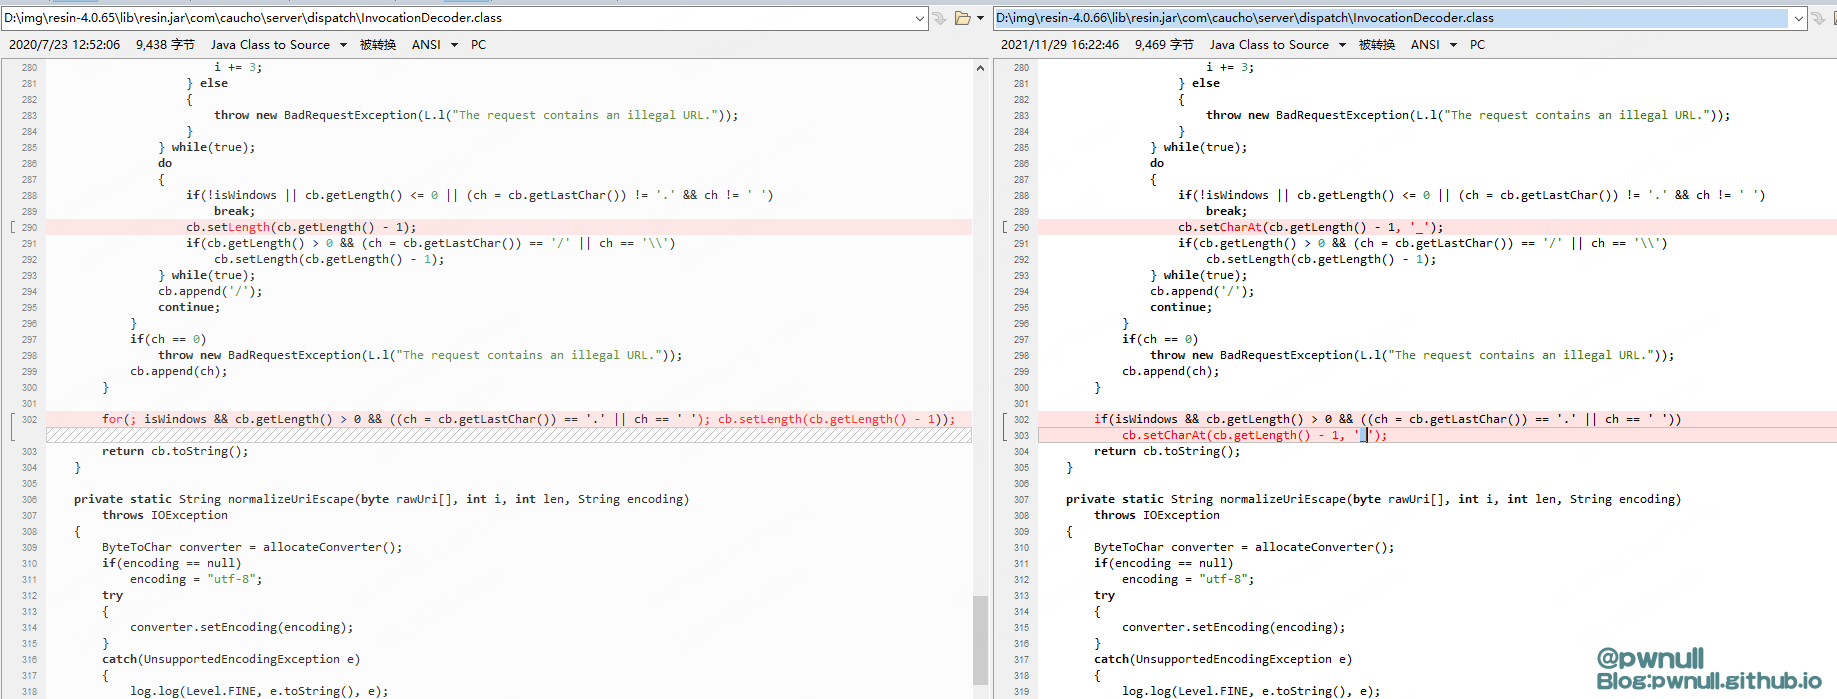 D:\img\resin-4.0.65\lib\resin.jar\com\caucho\server\dispatch\InvocationDecoder.class
2020/7/23 12:52:06 9,438 字节 Java Class to Source 被转换 ANSI PC
280 i += 3;
281 } else
282 {
283 throw new BadRequestException(L.l("The request contains an illegal URL."));
284 }
285 } while(true);
286 do
287 {
288 if(!isWindows || cb.getLength() <= 0 || (ch = cb.getLastChar()) != '.' && ch != ' ')
289 break;
290 cb.setLength(cb.getLength() - 1);
291 if(cb.getLength() > 0 && (ch = cb.getLastChar()) == '/' || ch == '\\')
292 cb.setLength(cb.getLength() - 1);
293 } while(true);
294 cb.append('/');
295 continue;
296 }
297 if(ch == 0)
298 throw new BadRequestException(L.l("The request contains an illegal URL."));
299 cb.append(ch);
300 }
301
302 for(; isWindows && cb.getLength() > 0 && ((ch = cb.getLastChar()) == '.' || ch == ' '); cb.setLength(cb.getLength() - 1));
303 return cb.toString();
304 }
305
306 private static String normalizeUriEscape(byte rawUri[], int i, int len, String encoding)
307 throws IOException
308 {
309 ByteToChar converter = allocateConverter();
310 if(encoding == null)
311 encoding = "utf-8";
312 try
313 {
314 converter.setEncoding(encoding);
315 }
316 catch(UnsupportedEncodingException e)
317 {
318 log.log(Level.FINE, e.toString(), e);
D:\img\resin-4.0.66\lib\resin.jar\com\caucho\server\dispatch\InvocationDecoder.class
2021/11/29 16:22:46 9,469 字节 Java Class to Source 被转换 ANSI PC
280 i += 3;
281 } else
282 {
283 throw new BadRequestException(L.l("The request contains an illegal URL."));
284 }
285 } while(true);
286 do
287 {
288 if(!isWindows || cb.getLength() <= 0 || (ch = cb.getLastChar()) != '.' && ch != ' ')
289 break;
290 cb.setCharAt(cb.getLength() - 1, '_');
291 if(cb.getLength() > 0 && (ch = cb.getLastChar()) == '/' || ch == '\\')
292 cb.setLength(cb.getLength() - 1);
293 } while(true);
294 cb.append('/');
295 continue;
296 }
297 if(ch == 0)
298 throw new BadRequestException(L.l("The request contains an illegal URL."));
299 cb.append(ch);
300 }
301
302 if(isWindows && cb.getLength() > 0 && ((ch = cb.getLastChar()) == '.' || ch == ' '))
303 cb.setCharAt(cb.getLength() - 1, '_');
304 return cb.toString();
305 }
306
307 private static String normalizeUriEscape(byte rawUri[], int i, int len, String encoding)
308 throws IOException
309 {
310 ByteToChar converter = allocateConverter();
311 if(encoding == null)
312 encoding = "utf-8";
313 try
314 {
315 converter.setEncoding(encoding);
316 }
317 catch(UnsupportedEncodingException e)
318 {
319 log.log(Level.FINE, e.toString(), e);
@pwnull
Blog:pwnull.github.io